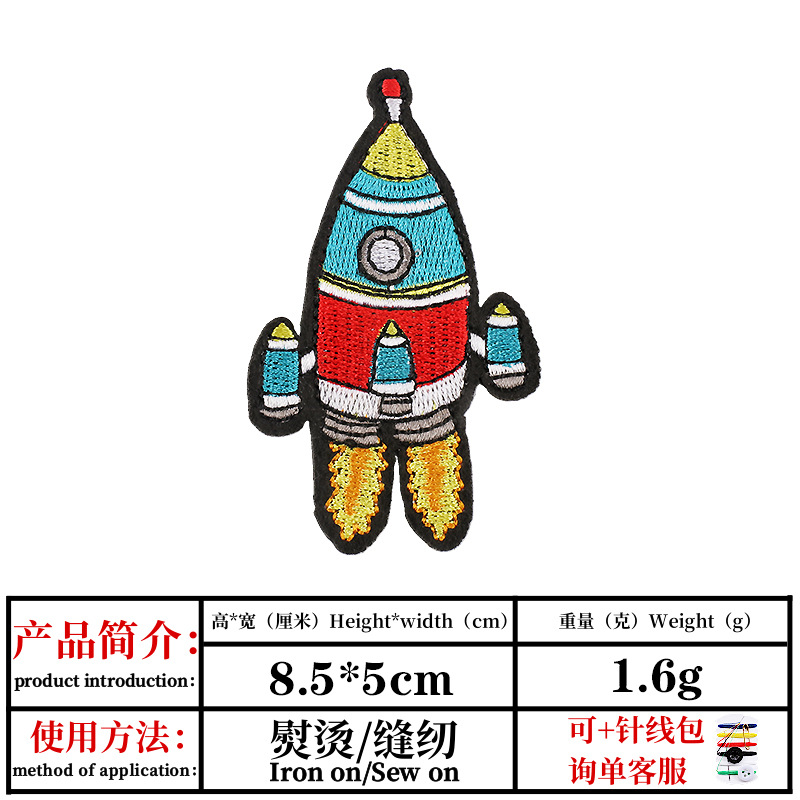 产品简介：
product introduction:
高*宽（厘米）Height*width（cm）
重量（克）Weight（g）
8.5*5cm
1.6g
使用方法：
method of application:
熨烫/缝纫
Iron on/Sew on
可+针线包
询单客服